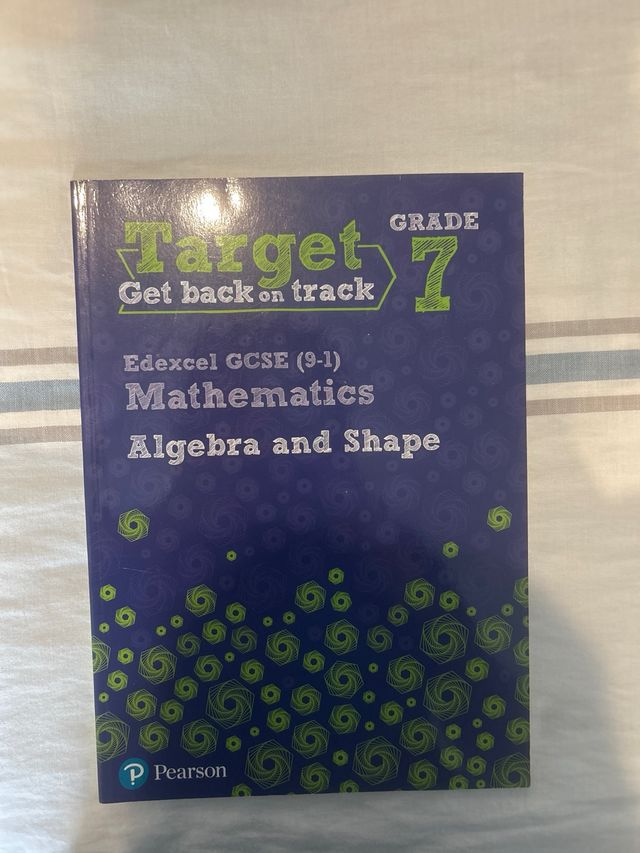 Target
GRADE
7
Get back on track
Edexcel GCSE (9-1)
Mathematics
Algebra and Shape
P Pearson